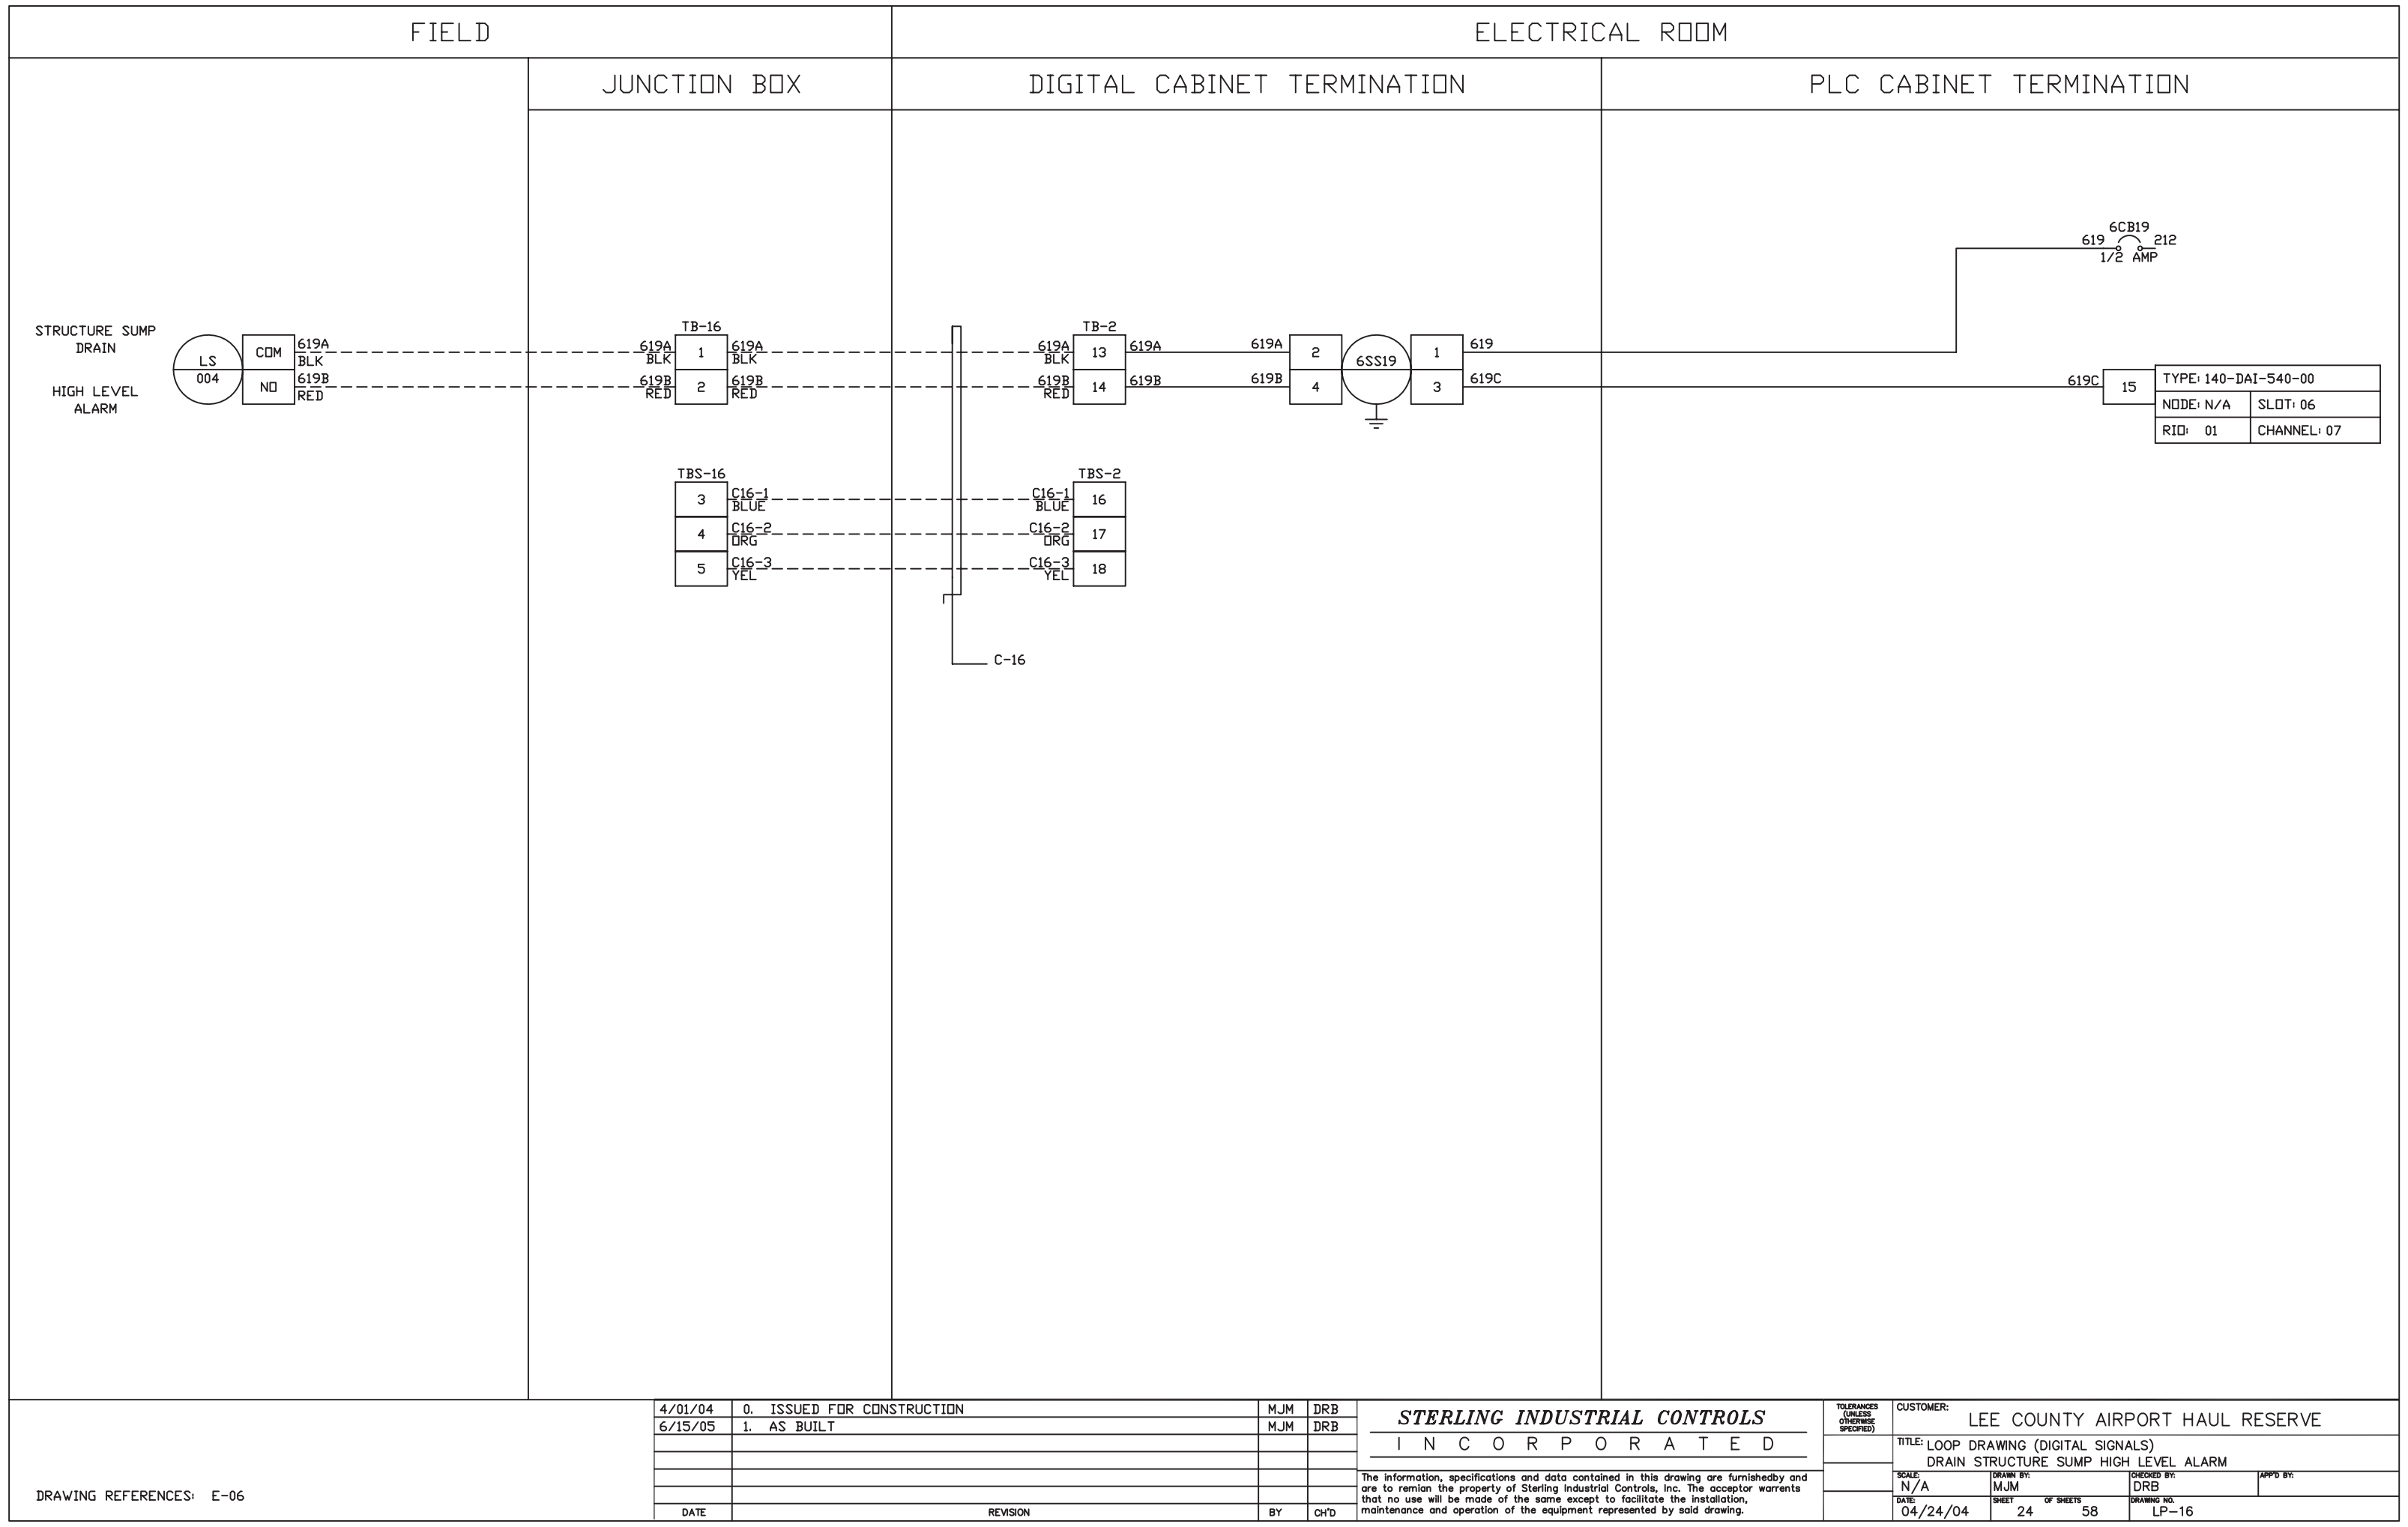 FIELD
ELECTRICAL ROOM
JUNCTION BOX
DIGITAL CABINET TERMINATION
PLC CABINET TERMINATION
6CB19
619
212
1/2 AMP
STRUCTURE SUMP
DRAIN
HIGH LEVEL
ALARM
LS
004
COM
NO
619A
BLK
619B
RED
TB-16
619A
BLK
1
619A
BLK
619B
RED
2
619B
RED
TB-2
619A
BLK
13
619A
619B
RED
14
619B
619A
2
619B
4
6SS19
1
619
3
619C
619C
15
TYPE: 140-DAI-540-00
NODE: N/A
SLOT: 06
RIO: 01
CHANNEL: 07
TBS-16
3
C16-1
BLUE
4
C16-2
ORG
5
C16-3
YEL
TBS-2
C16-1
BLUE
16
C16-2
ORG
17
C16-3
YEL
18
C-16
DRAWING REFERENCES: E-06
4/01/04 0. ISSUED FOR CONSTRUCTION MJM DRB
6/15/05 1. AS BUILT MJM DRB
DATE REVISION BY CH'D
STERLING INDUSTRIAL CONTROLS
INCORPORATED
The information, specifications and data contained in this drawing are furnishedby and
are to remian the property of Sterling Industrial Controls, Inc. The acceptor warrents
that no use will be made of the same except to facilitate the installation,
maintenance and operation of the equipment represented by said drawing.
TOLERANCES
(UNLESS
OTHERWISE
SPECIFIED)
CUSTOMER:
LEE COUNTY AIRPORT HAUL RESERVE
TITLE: LOOP DRAWING (DIGITAL SIGNALS)
DRAIN STRUCTURE SUMP HIGH LEVEL ALARM
SCALE:
N/A
DRAWN BY:
MJM
CHECKED BY:
DRB
APP'D BY:
DATE:
04/24/04
SHEET
24
OF SHEETS
58
DRAWING NO.
LP-16